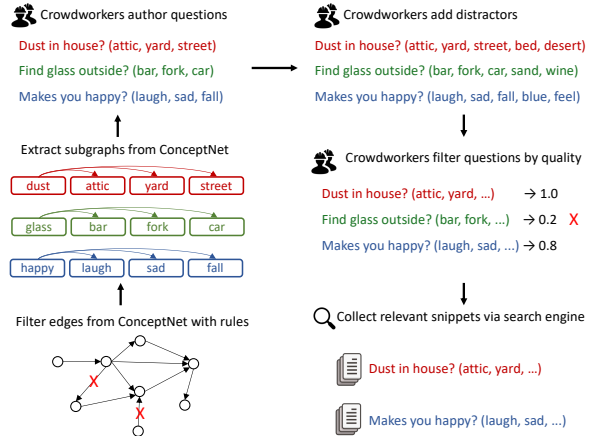 Crowdworkers author questions
Dust in house? (attic, yard, street)
Find glass outside? (bar, fork, car)
Makes you happy? (laugh, sad, fall)
Extract subgraphs from ConceptNet
dust attic yard street
glass bar fork car
happy laugh sad fall
Filter edges from ConceptNet with rules
X
X
Crowdworkers add distractors
Dust in house? (attic, yard, street, bed, desert)
Find glass outside? (bar, fork, car, sand, wine)
Makes you happy? (laugh, sad, fall, blue, feel)
Crowdworkers filter questions by quality
Dust in house? (attic, yard, …) → 1.0
Find glass outside? (bar, fork, ...) → 0.2 X
Makes you happy? (laugh, sad, ...) → 0.8
Collect relevant snippets via search engine
Dust in house? (attic, yard, …)
Makes you happy? (laugh, sad, …)